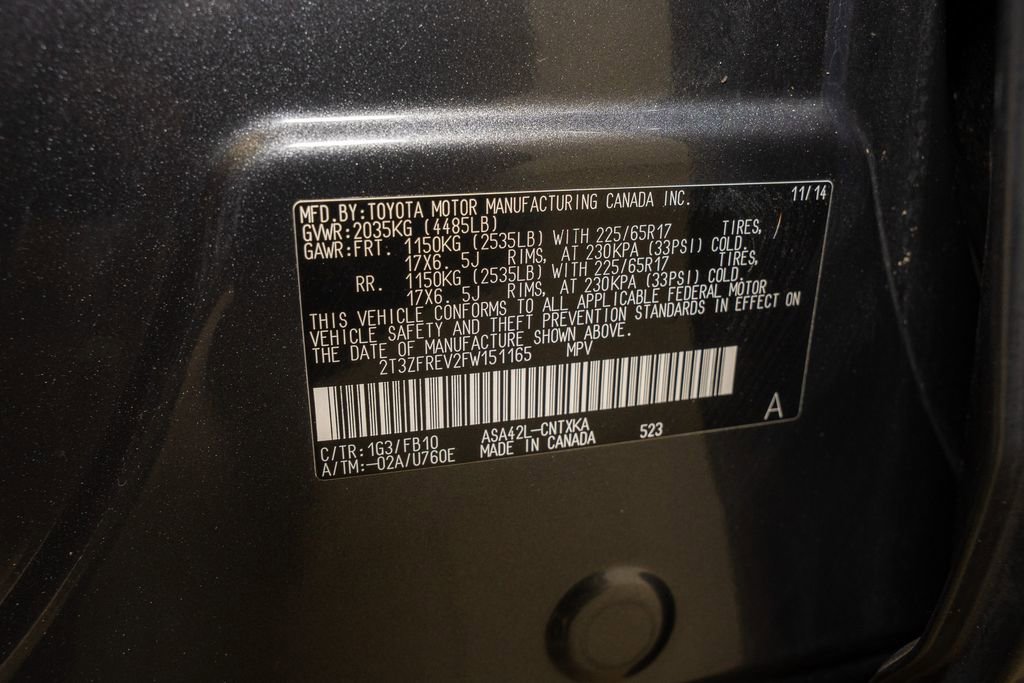 MFD.BY:TOYOTA MOTOR MANUFACTURING CANADA INC. 11/14
GVWR:2035KG (4485LB)
GAWR:FRT. 1150KG (2535LB) WITH 225/65R17 TIRES,
17X6.5J RIMS, AT 230KPA (33PSI) COLD.
RR. 1150KG (2535LB) WITH 225/65R17 TIRES,
17X6.5J RIMS, AT 230KPA (33PSI) COLD.
THIS VEHICLE CONFORMS TO ALL APPLICABLE FEDERAL MOTOR
VEHICLE SAFETY AND THEFT PREVENTION STANDARDS IN EFFECT ON
THE DATE OF MANUFACTURE SHOWN ABOVE.
2T3ZFREV2FW151165 MPV
A
C/TR:1G3/FB10 ASA42L-CNTXKA 523
A/TM:-02A/U760E MADE IN CANADA